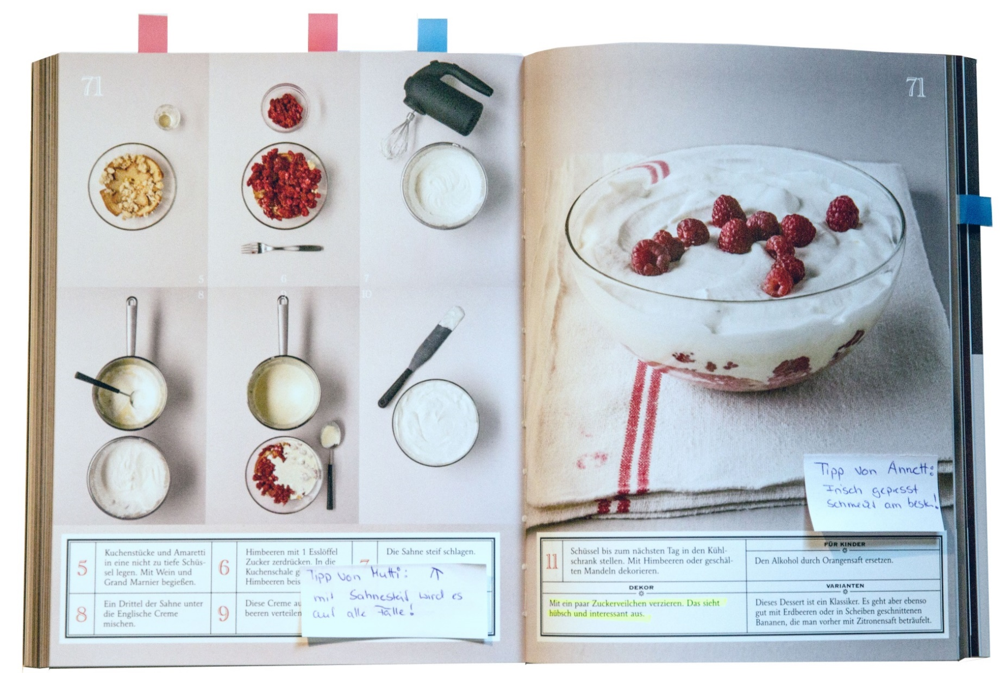 71
5
6
7
8
9
10
5
Kuchenstücke und Amaretti
in eine nicht zu tiefe Schüs-
sel legen. Mit Wein und
Grand Marnier begießen.
6
Himbeeren mit 1 Esslöffel
Zucker zerdrücken. In die
Kuchenschale g
Himbeeren beis
7
Die Sahne steif schlagen.
8
Ein Drittel der Sahne unter
die Englische Creme
mischen.
9
Diese Creme au
beeren verteilen
Tipp von Mutti: ↑
mit Sahnesteif wird es
auf alle Fälle!
71
Tipp von Annett:
Frisch gepresst
schmeckt am besten!
11
Schüssel bis zum nächsten Tag in den Kühl-
schrank stellen. Mit Himbeeren oder geschäl-
ten Mandeln dekorieren.
FÜR KINDER
Den Alkohol durch Orangensaft ersetzen.
DEKOR
Mit ein paar Zuckerveilchen verzieren. Das sieht
hübsch und interessant aus.
VARIANTEN
Dieses Dessert ist ein Klassiker. Es geht aber ebenso
gut mit Erdbeeren oder in Scheiben geschnittenen
Bananen, die man vorher mit Zitronensaft beträufelt.